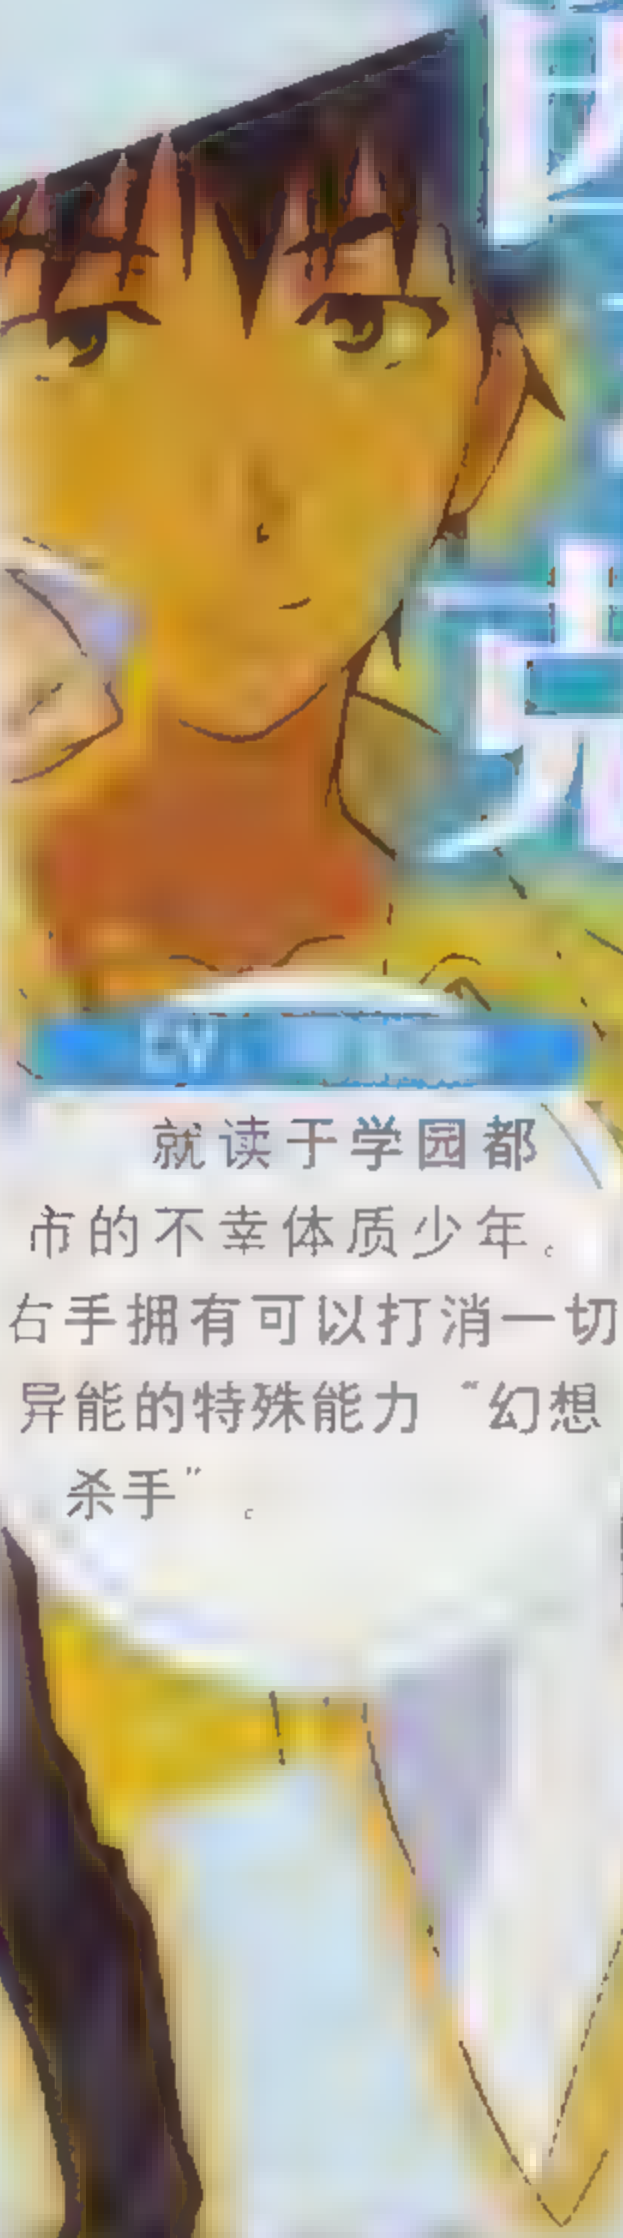 就读于学园都
市的不幸体质少年。
右手拥有可以打消一切
异能的特殊能力“幻想
杀手”。